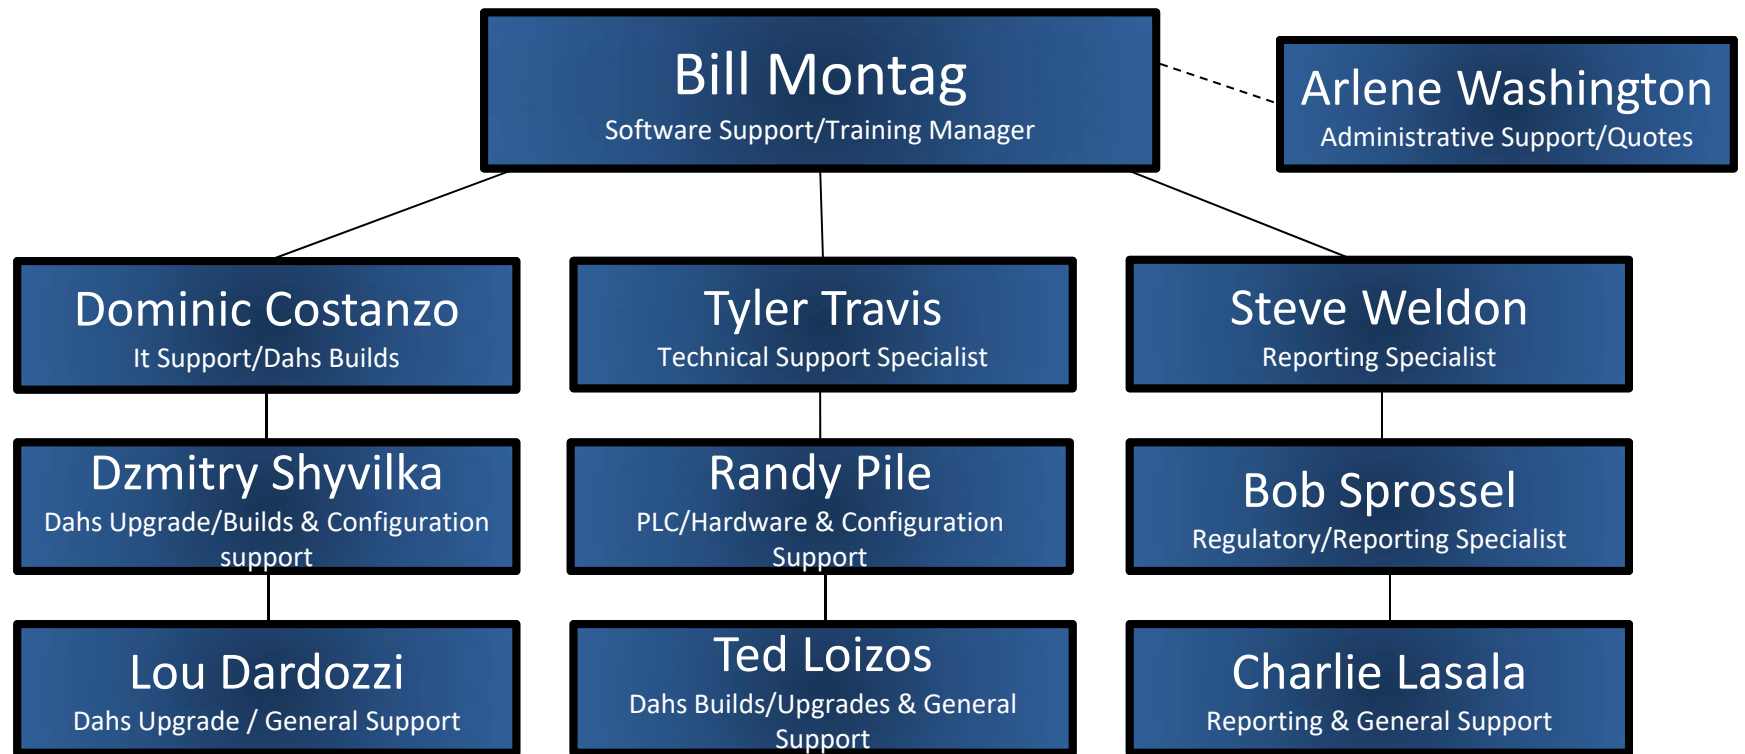 Bill Montag
Software Support/Training Manager
Arlene Washington
Administrative Support/Quotes
Dominic Costanzo
It Support/Dahs Builds
Tyler Travis
Technical Support Specialist
Steve Weldon
Reporting Specialist
Dzmitry Shyvilka
Dahs Upgrade/Builds & Configuration
support
Randy Pile
PLC/Hardware & Configuration
Support
Bob Sprossel
Regulatory/Reporting Specialist
Lou Dardozzi
Dahs Upgrade / General Support
Ted Loizos
Dahs Builds/Upgrades & General
Support
Charlie Lasala
Reporting & General Support